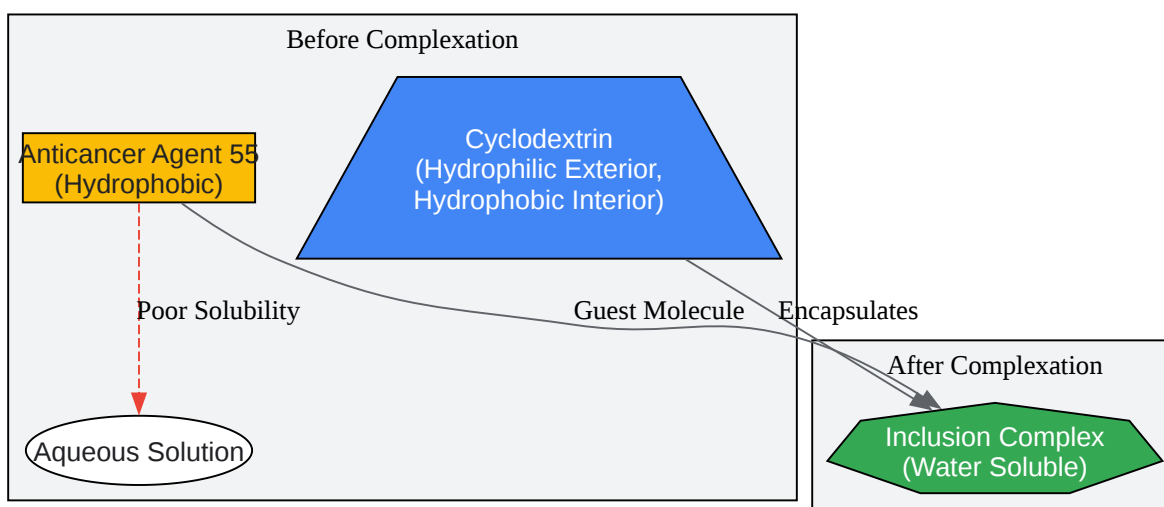 Before Complexation
Anticancer Agent 55
(Hydrophobic)
Cyclodextrin
(Hydrophilic Exterior,
Hydrophobic Interior)
Poor Solubility
Guest Molecule
Encapsulates
Aqueous Solution
After Complexation
Inclusion Complex
(Water Soluble)